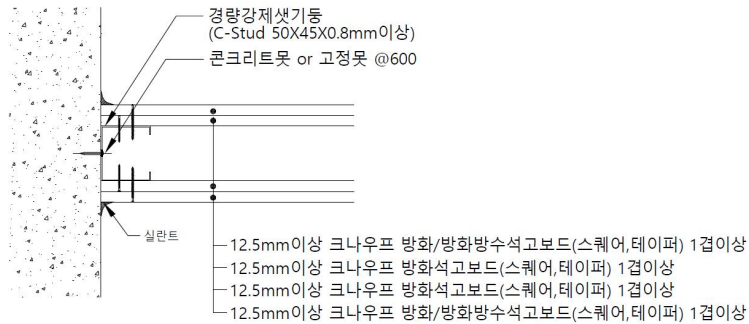 경량강제샛기둥
(C-Stud 50X45X0.8mm이상)
콘크리트못 or 고정못 @600
실란트
12.5mm이상 크나우프 방화/방화방수석고보드(스퀘어,테이퍼) 1겹이상
12.5mm이상 크나우프 방화석고보드(스퀘어,테이퍼) 1겹이상
12.5mm이상 크나우프 방화석고보드(스퀘어,테이퍼) 1겹이상
12.5mm이상 크나우프 방화/방화방수석고보드(스퀘어,테이퍼) 1겹이상